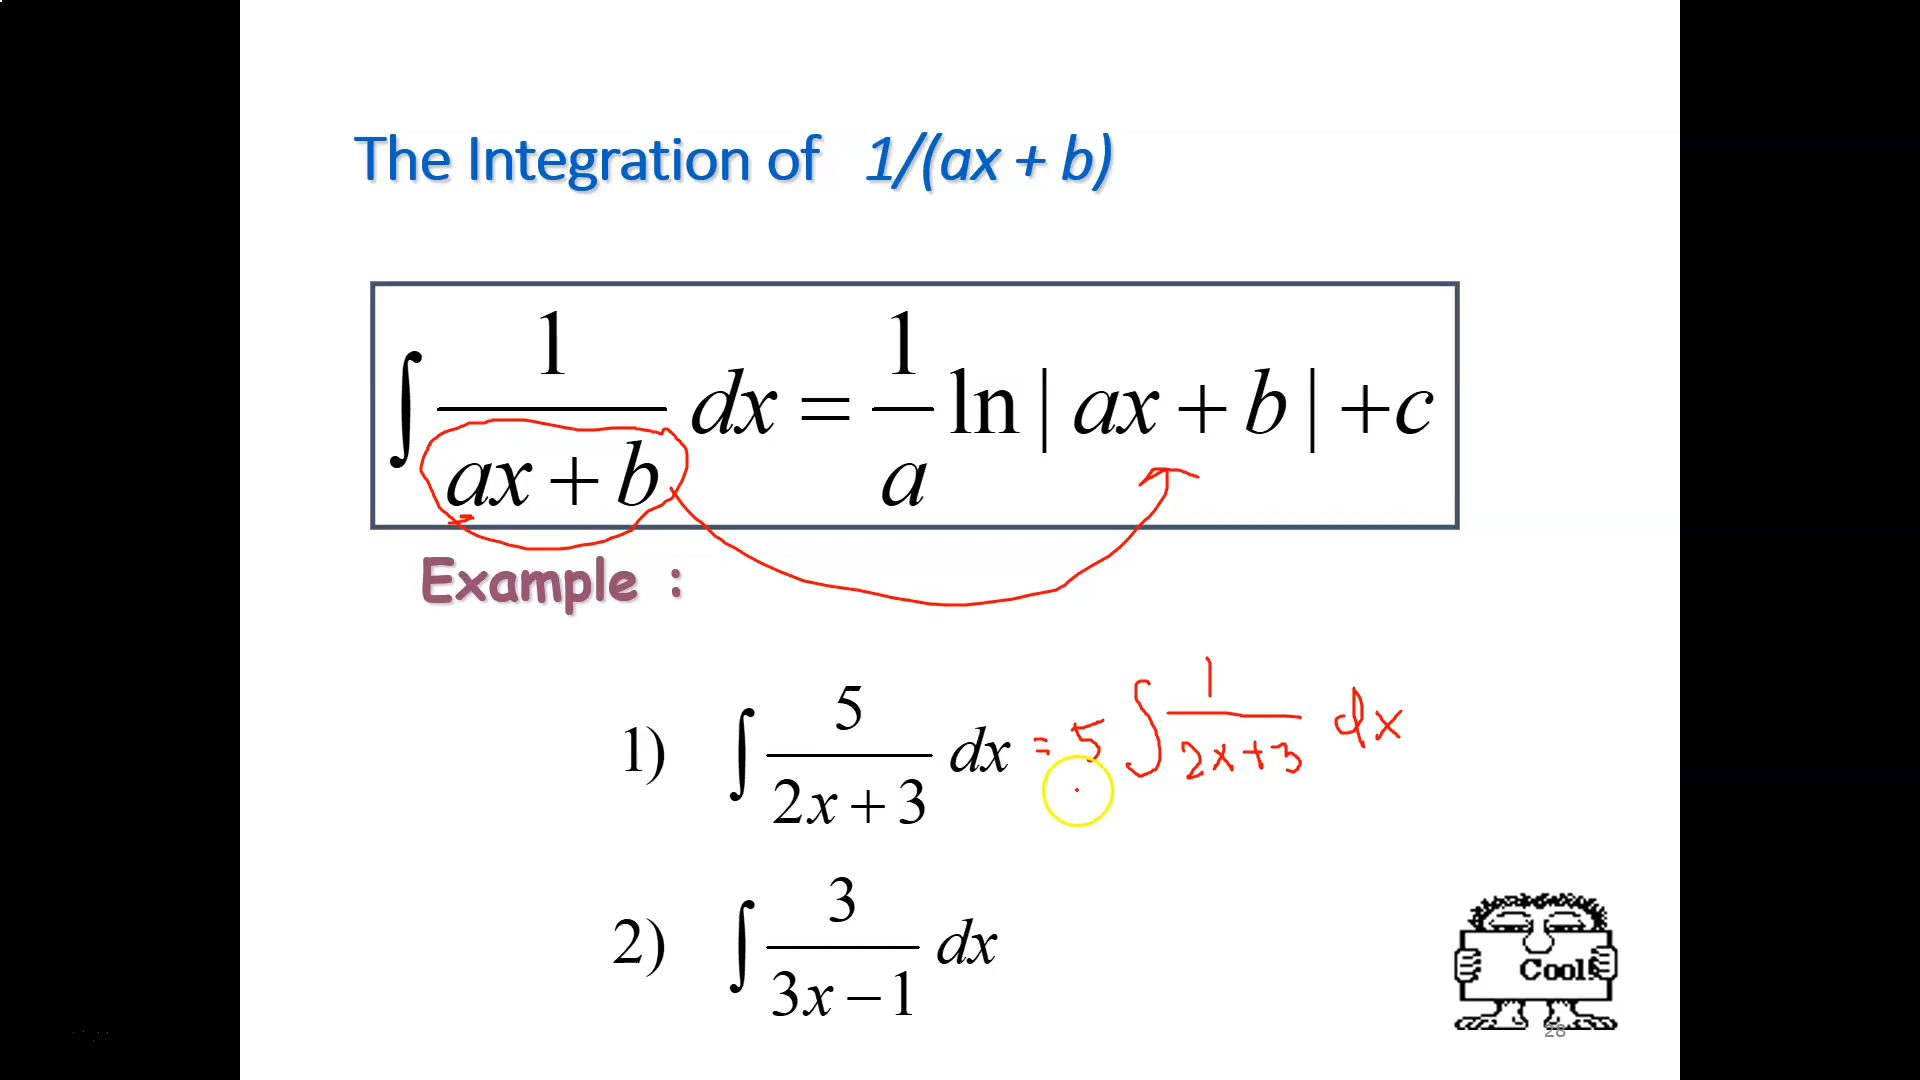 The Integration of 1/(ax + b)
∫ 1/(ax + b) dx = 1/a ln | ax + b | + c
Example :
1) ∫ 5/(2x + 3) dx = 5 ∫ 1/(2x+3) dx
2) ∫ 3/(3x − 1) dx
Cool!
28